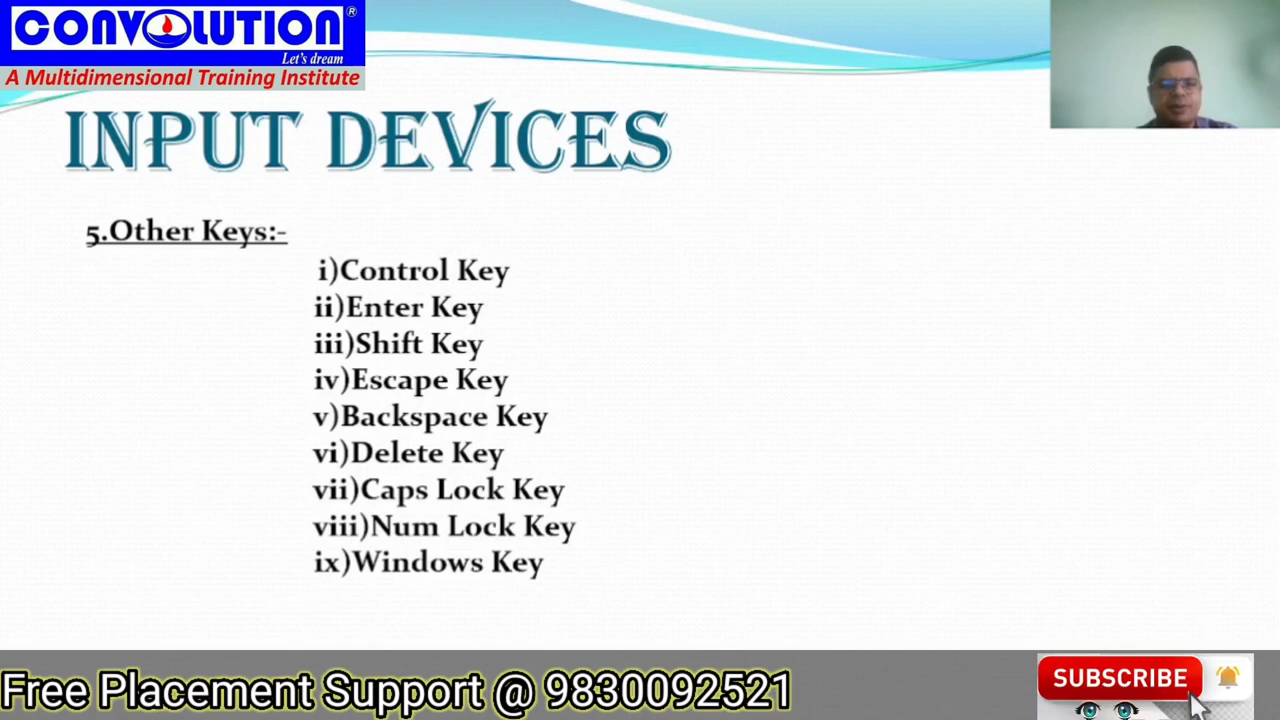 CONVOLUTION®
Let's dream
A Multidimensional Training Institute
INPUT DEVICES
5.Other Keys:-
i)Control Key
ii)Enter Key
iii)Shift Key
iv)Escape Key
v)Backspace Key
vi)Delete Key
vii)Caps Lock Key
viii)Num Lock Key
ix)Windows Key
Free Placement Support @ 9830092521
SUBSCRIBE